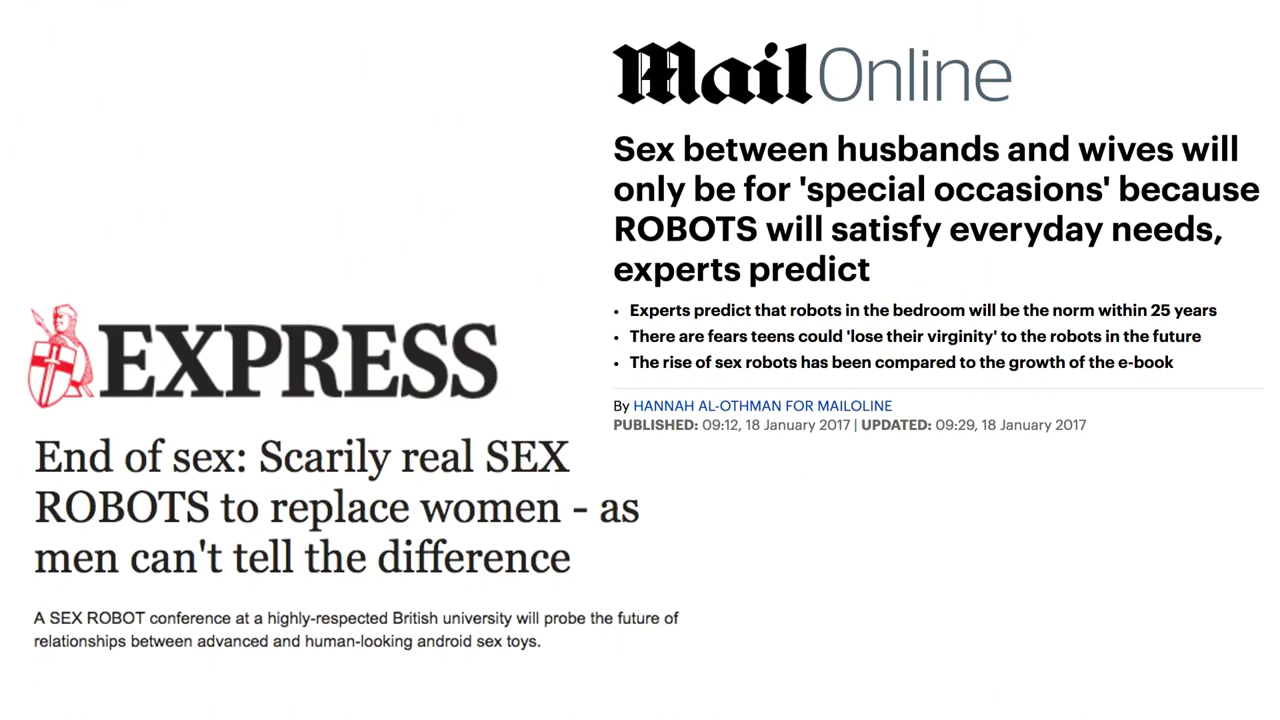 Mail Online
Sex between husbands and wives will
only be for 'special occasions' because
ROBOTS will satisfy everyday needs,
experts predict
• Experts predict that robots in the bedroom will be the norm within 25 years
• There are fears teens could 'lose their virginity' to the robots in the future
• The rise of sex robots has been compared to the growth of the e-book
By HANNAH AL-OTHMAN FOR MAILOLINE
PUBLISHED: 09:12, 18 January 2017 | UPDATED: 09:29, 18 January 2017
EXPRESS
End of sex: Scarily real SEX
ROBOTS to replace women - as
men can't tell the difference
A SEX ROBOT conference at a highly-respected British university will probe the future of
relationships between advanced and human-looking android sex toys.